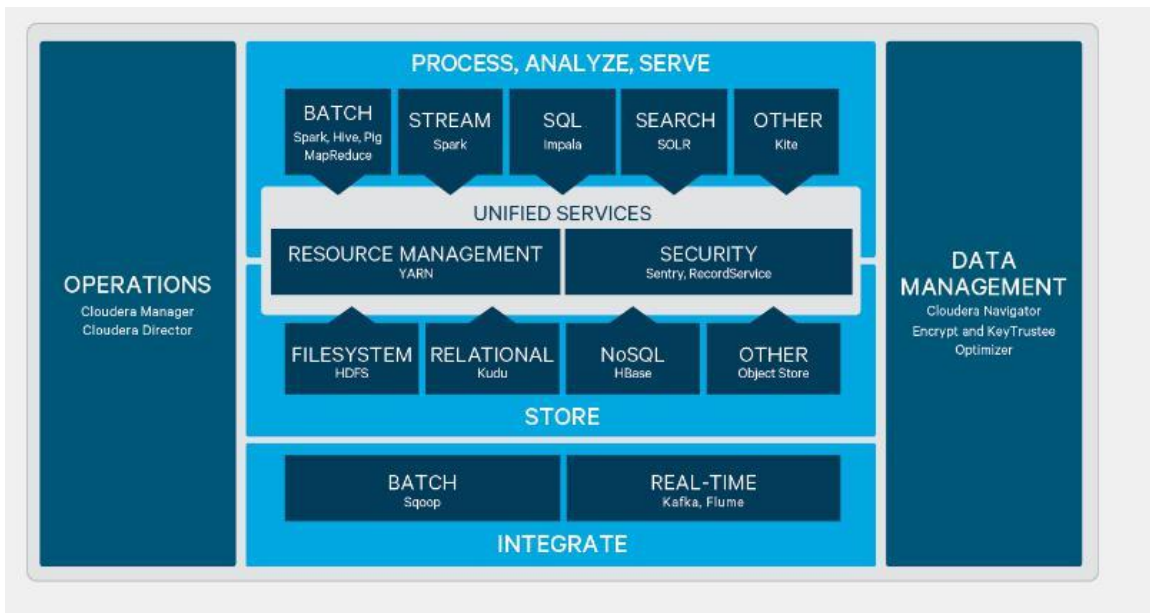 PROCESS, ANALYZE, SERVE
BATCH
Spark, Hive, Pig
MapReduce
STREAM
Spark
SQL
Impala
SEARCH
SOLR
OTHER
Kite
UNIFIED SERVICES
RESOURCE MANAGEMENT
YARN
SECURITY
Sentry, RecordService
OPERATIONS
Cloudera Manager
Cloudera Director
DATA
MANAGEMENT
Cloudera Navigator
Encrypt and KeyTrustee
Optimizer
FILESYSTEM
HDFS
RELATIONAL
Kudu
NoSQL
HBase
OTHER
Object Store
STORE
BATCH
Sqoop
REAL-TIME
Kafka, Flume
INTEGRATE